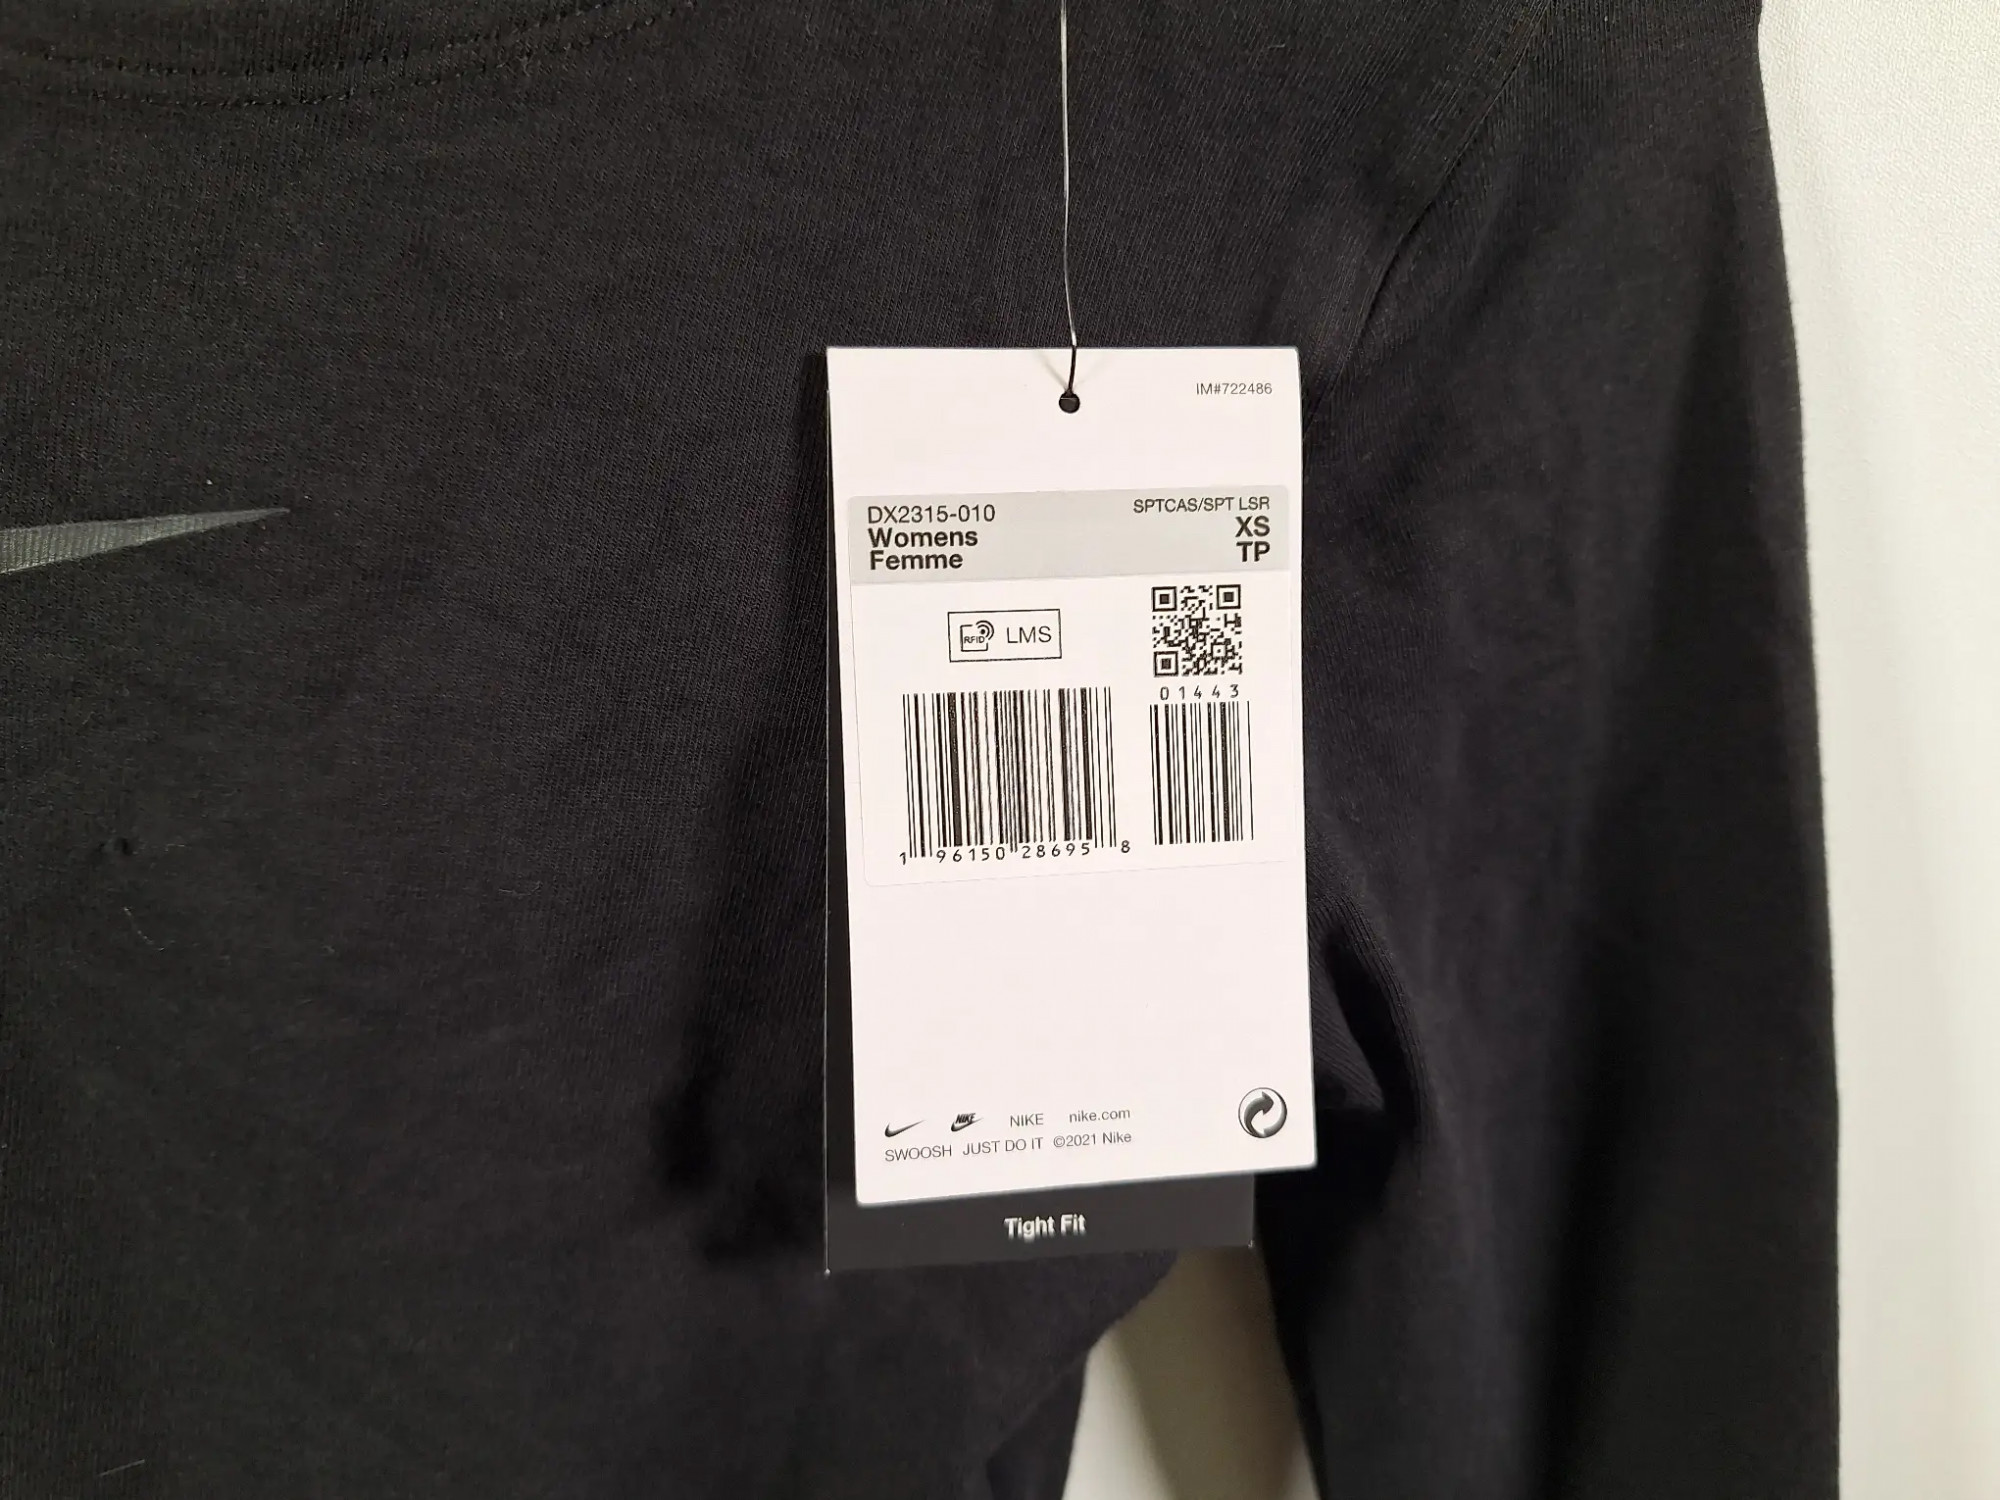 IM#722486
DX2315-010
SPTCAS/SPT LSR
Womens
XS
Femme
TP
RFID LMS
01443
1 96150 28695 8
NIKE NIKE nike.com
SWOOSH JUST DO IT ©2021 Nike
Tight Fit